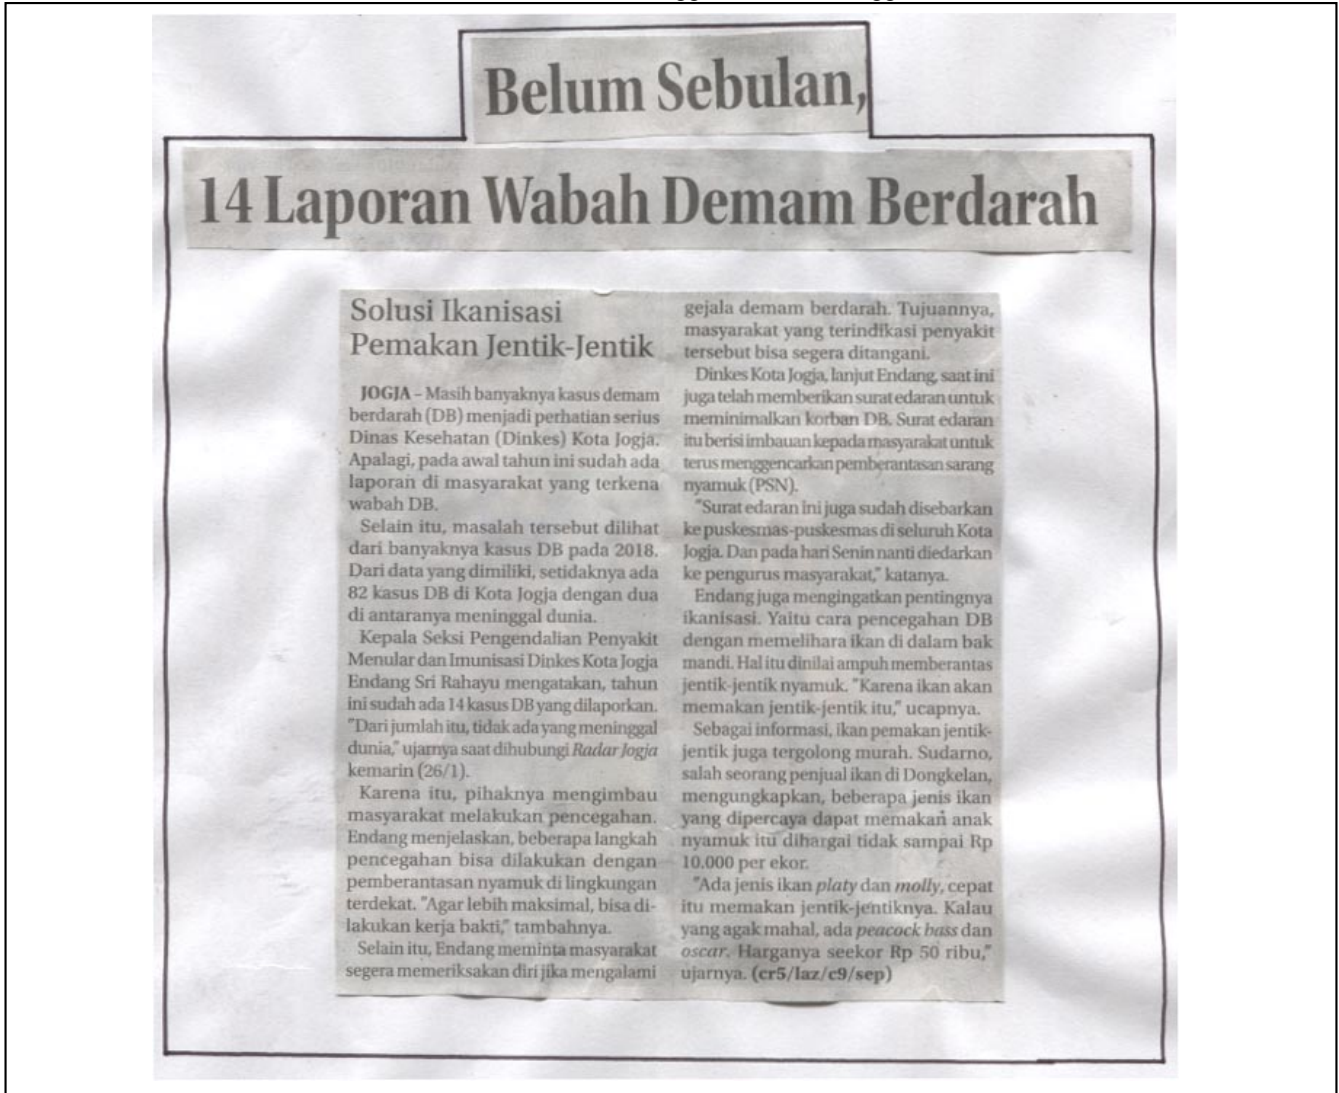 Belum Sebulan,
14 Laporan Wabah Demam Berdarah
Solusi Ikanisasi
Pemakan Jentik-Jentik
JOGJA – Masih banyaknya kasus demam
berdarah (DB) menjadi perhatian serius
Dinas Kesehatan (Dinkes) Kota Jogja.
Apalagi, pada awal tahun ini sudah ada
laporan di masyarakat yang terkena
wabah DB.
Selain itu, masalah tersebut dilihat
dari banyaknya kasus DB pada 2018.
Dari data yang dimiliki, setidaknya ada
82 kasus DB di Kota Jogja dengan dua
di antaranya meninggal dunia.
Kepala Seksi Pengendalian Penyakit
Menular dan Imunisasi Dinkes Kota Jogja
Endang Sri Rahayu mengatakan, tahun
ini sudah ada 14 kasus DB yang dilaporkan.
"Dari jumlah itu, tidak ada yang meninggal
dunia," ujarnya saat dihubungi Radar Jogja
kemarin (26/1).
Karena itu, pihaknya mengimbau
masyarakat melakukan pencegahan.
Endang menjelaskan, beberapa langkah
pencegahan bisa dilakukan dengan
pemberantasan nyamuk di lingkungan
terdekat. "Agar lebih maksimal, bisa di-
lakukan kerja bakti," tambahnya.
Selain itu, Endang meminta masyarakat
segera memeriksakan diri jika mengalami
gejala demam berdarah. Tujuannya,
masyarakat yang terindikasi penyakit
tersebut bisa segera ditangani.
Dinkes Kota Jogja, lanjut Endang, saat ini
juga telah memberikan surat edaran untuk
meminimalkan korban DB. Surat edaran
itu berisi imbauan kepada masyarakat untuk
terus menggencarkan pemberantasan sarang
nyamuk (PSN).
"Surat edaran ini juga sudah disebarkan
ke puskesmas-puskesmas di seluruh Kota
Jogja. Dan pada hari Senin nanti diedarkan
ke pengurus masyarakat," katanya.
Endang juga mengingatkan pentingnya
ikanisasi. Yaitu cara pencegahan DB
dengan memelihara ikan di dalam bak
mandi. Hal itu dinilai ampuh memberantas
jentik-jentik nyamuk. "Karena ikan akan
memakan jentik-jentik itu," ucapnya.
Sebagai informasi, ikan pemakan jentik-
jentik juga tergolong murah. Sudarno,
salah seorang penjual ikan di Dongkelan,
mengungkapkan, beberapa jenis ikan
yang dipercaya dapat memakan anak
nyamuk itu dihargai tidak sampai Rp
10.000 per ekor.
"Ada jenis ikan platy dan molly, cepat
itu memakan jentik-jentiknya. Kalau
yang agak mahal, ada peacock bass dan
oscar. Harganya seekor Rp 50 ribu,"
ujarnya. (cr5/laz/c9/sep)